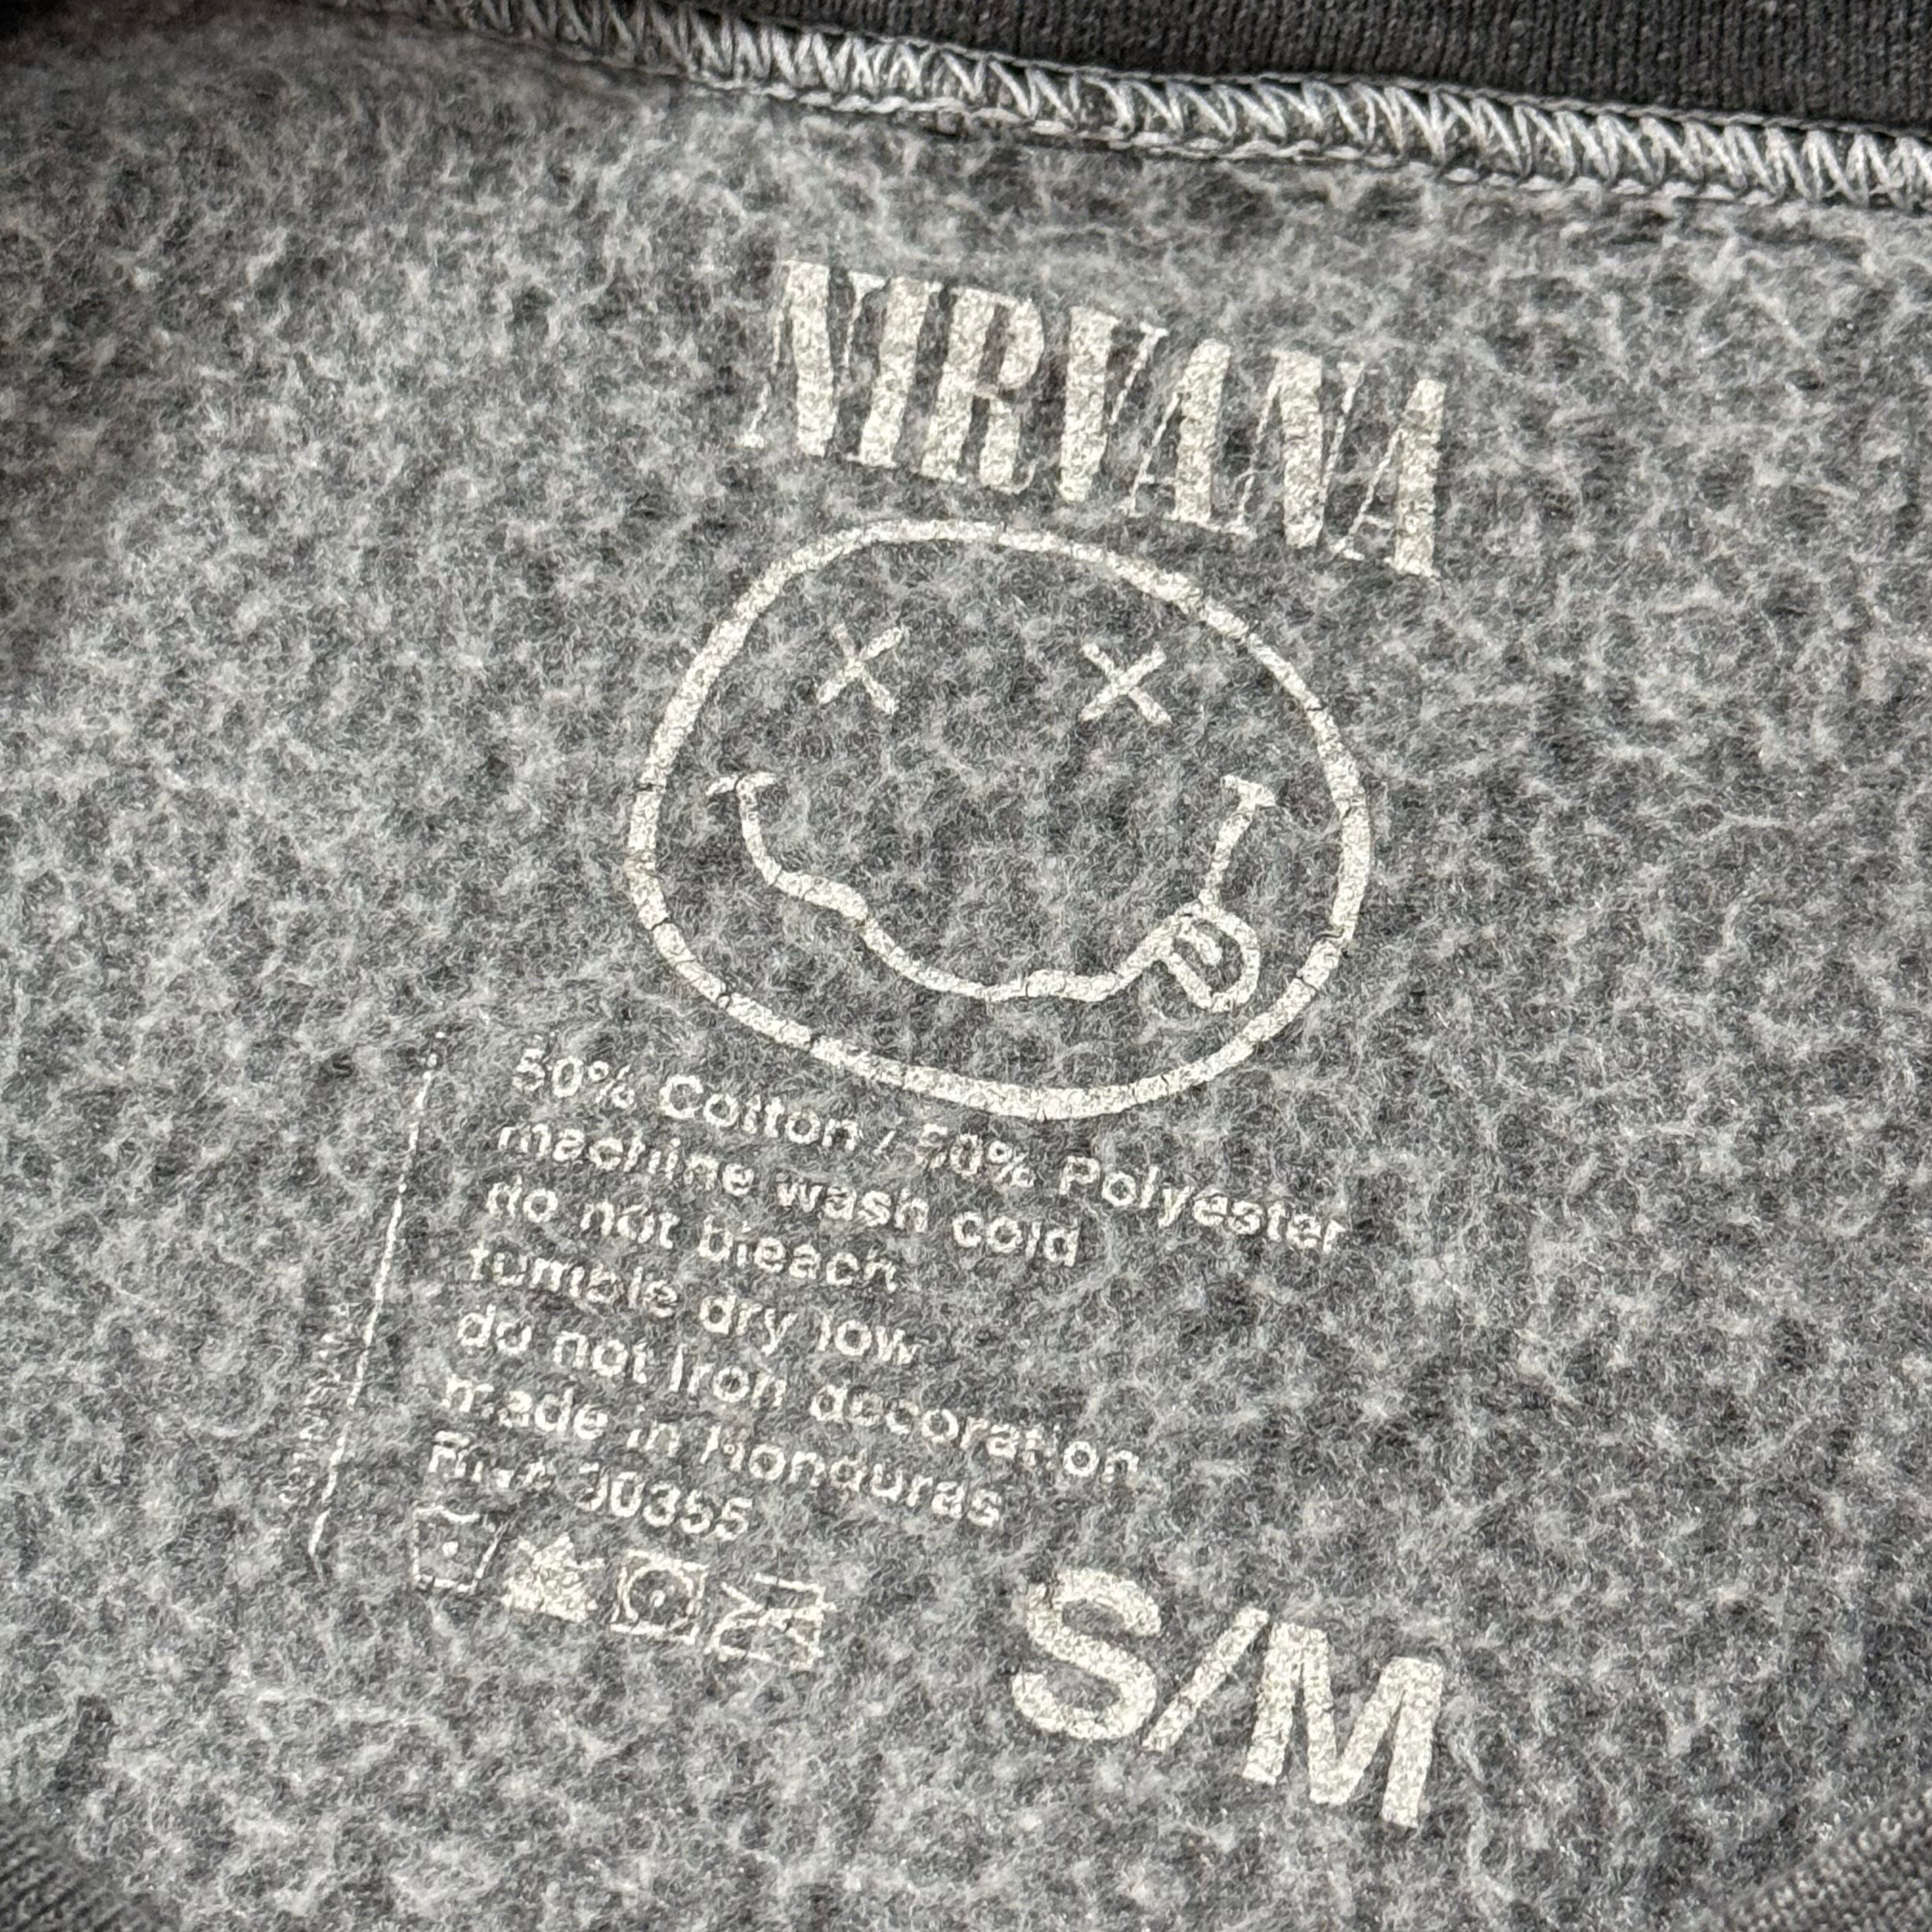 NIRVANA
50% Cotton / 50% Polyester
machine wash cold
do not bleach
tumble dry low
do not iron decoration
made in Honduras
30355
S/M